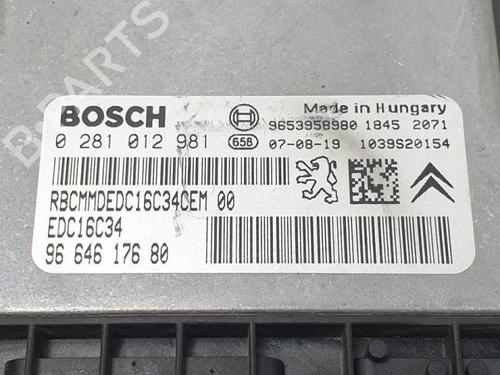 B-PARTS
BOSCH
Made in Hungary
9653958980 1845 2071
0 281 012 981
658
07-08-19 1039S20154
RBCMMDEDC16C34CEM 00
EDC16C34
96 646 176 80